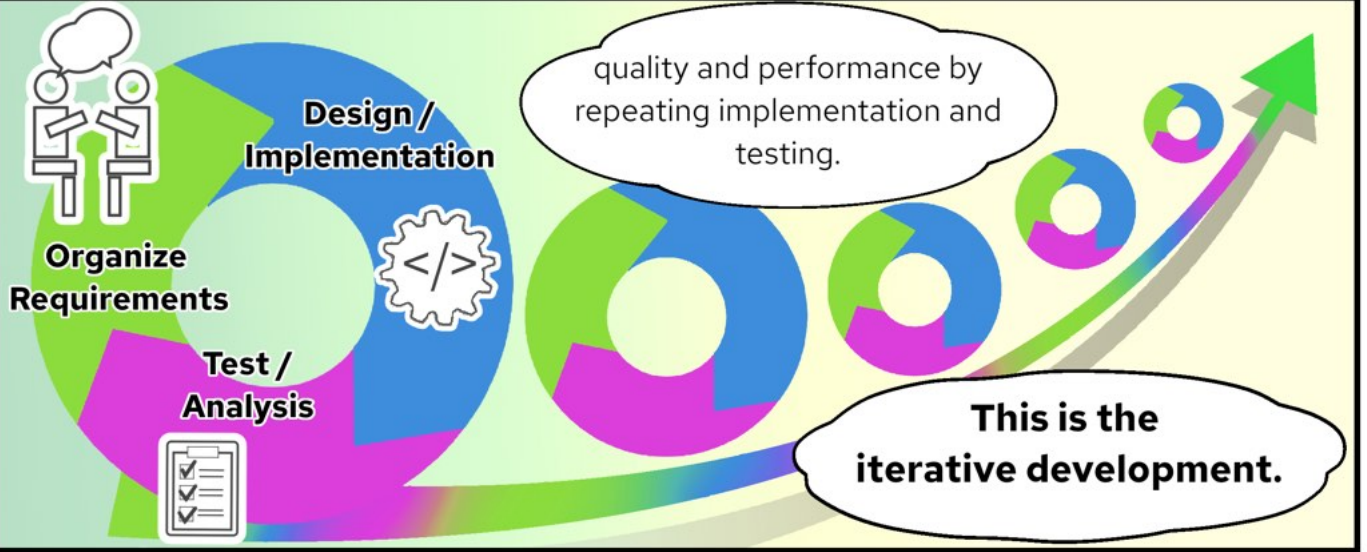 Design /
Implementation
Organize
Requirements
</>
Test /
Analysis
quality and performance by
repeating implementation and
testing.
This is the
iterative development.